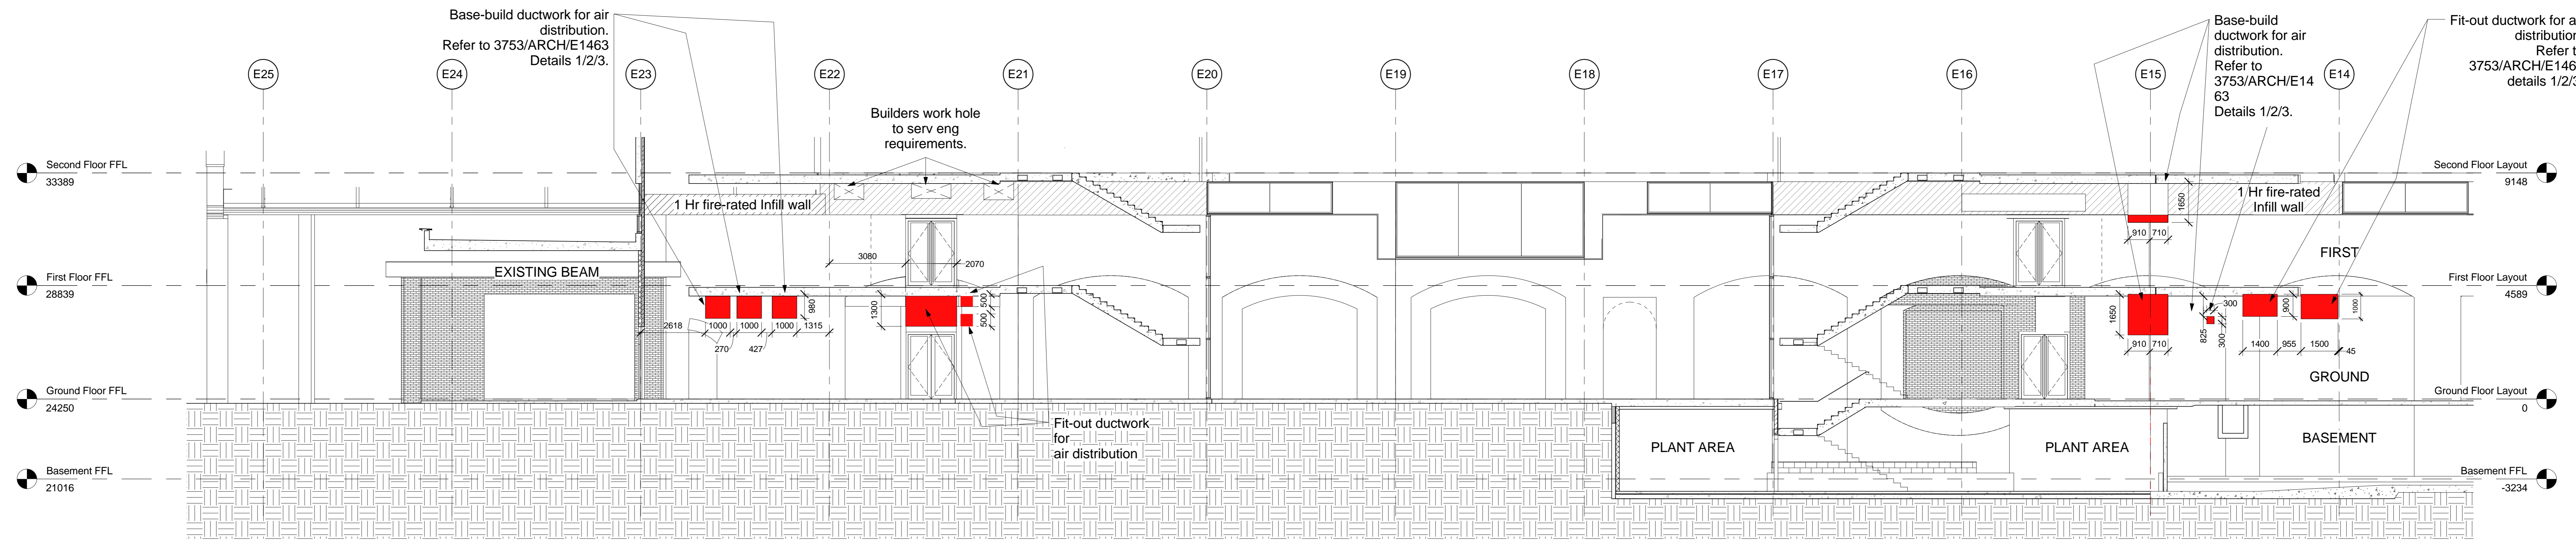 Base-build ductwork for air
distribution.
Refer to 3753/ARCH/E1463
Details 1/2/3.
Base-build
ductwork for air
distribution.
Refer to
3753/ARCH/E14
63
Details 1/2/3.
Fit-out ductwork for a
distribution
Refer t
3753/ARCH/E146
details 1/2/3
E25
E24
E23
E22
E21
E20
E19
E18
E17
E16
E15
E14
Builders work hole
to serv eng
requirements.
Second Floor FFL
33389
Second Floor Layout
9148
1 Hr fire-rated Infill wall
1 Hr fire-rated
Infill wall
1650
910
710
3080
2070
FIRST
EXISTING BEAM
First Floor FFL
28839
First Floor Layout
4589
980
1300
500
500
2618
1000
1000
1000
1315
270
427
1650
300
825
300
900
1000
910
710
1400
955
1500
45
GROUND
Ground Floor FFL
24250
Ground Floor Layout
0
Fit-out ductwork
for
air distribution
PLANT AREA
PLANT AREA
BASEMENT
Basement FFL
21016
Basement FFL
-3234